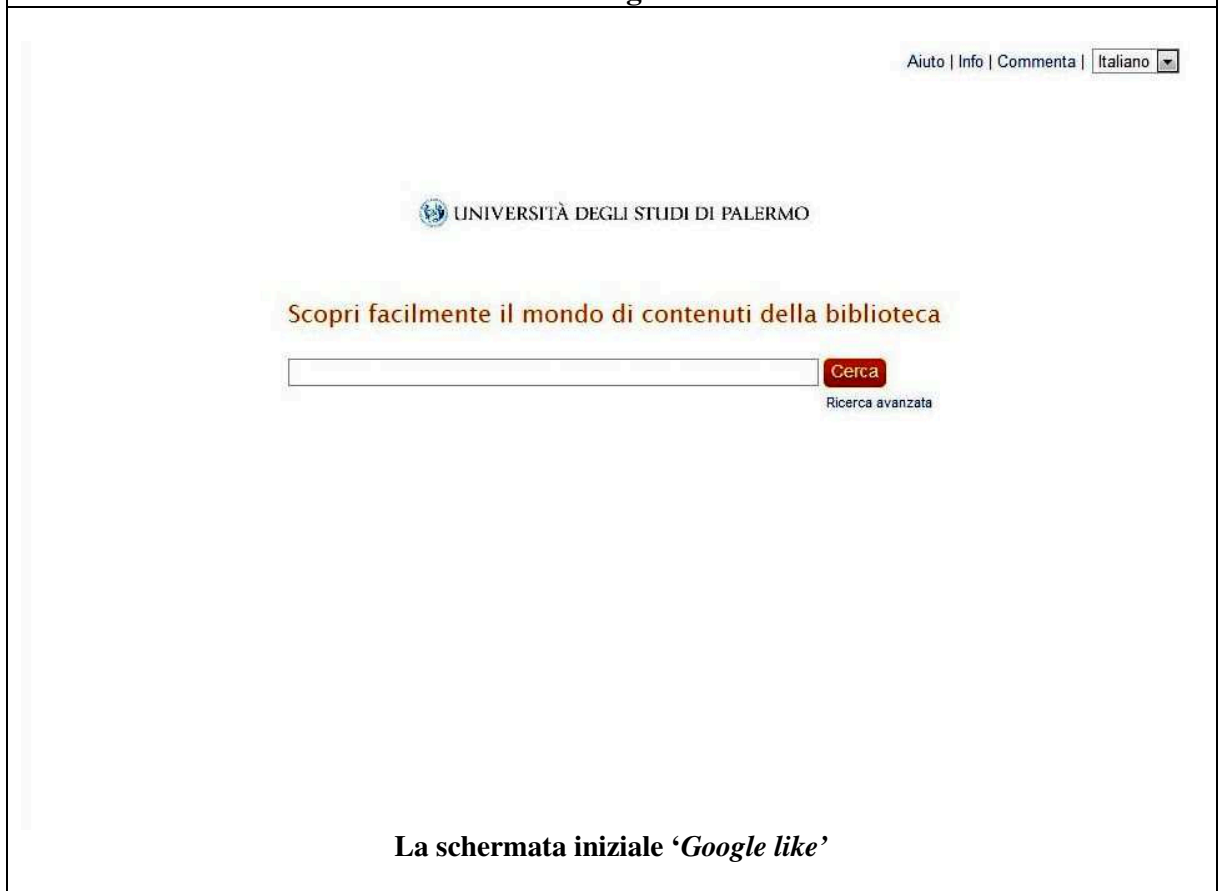 Aiuto | Info | Commenta | Italiano
UNIVERSITÀ DEGLI STUDI DI PALERMO
Scopri facilmente il mondo di contenuti della biblioteca
Cerca
Ricerca avanzata
La schermata iniziale ‘Google like’